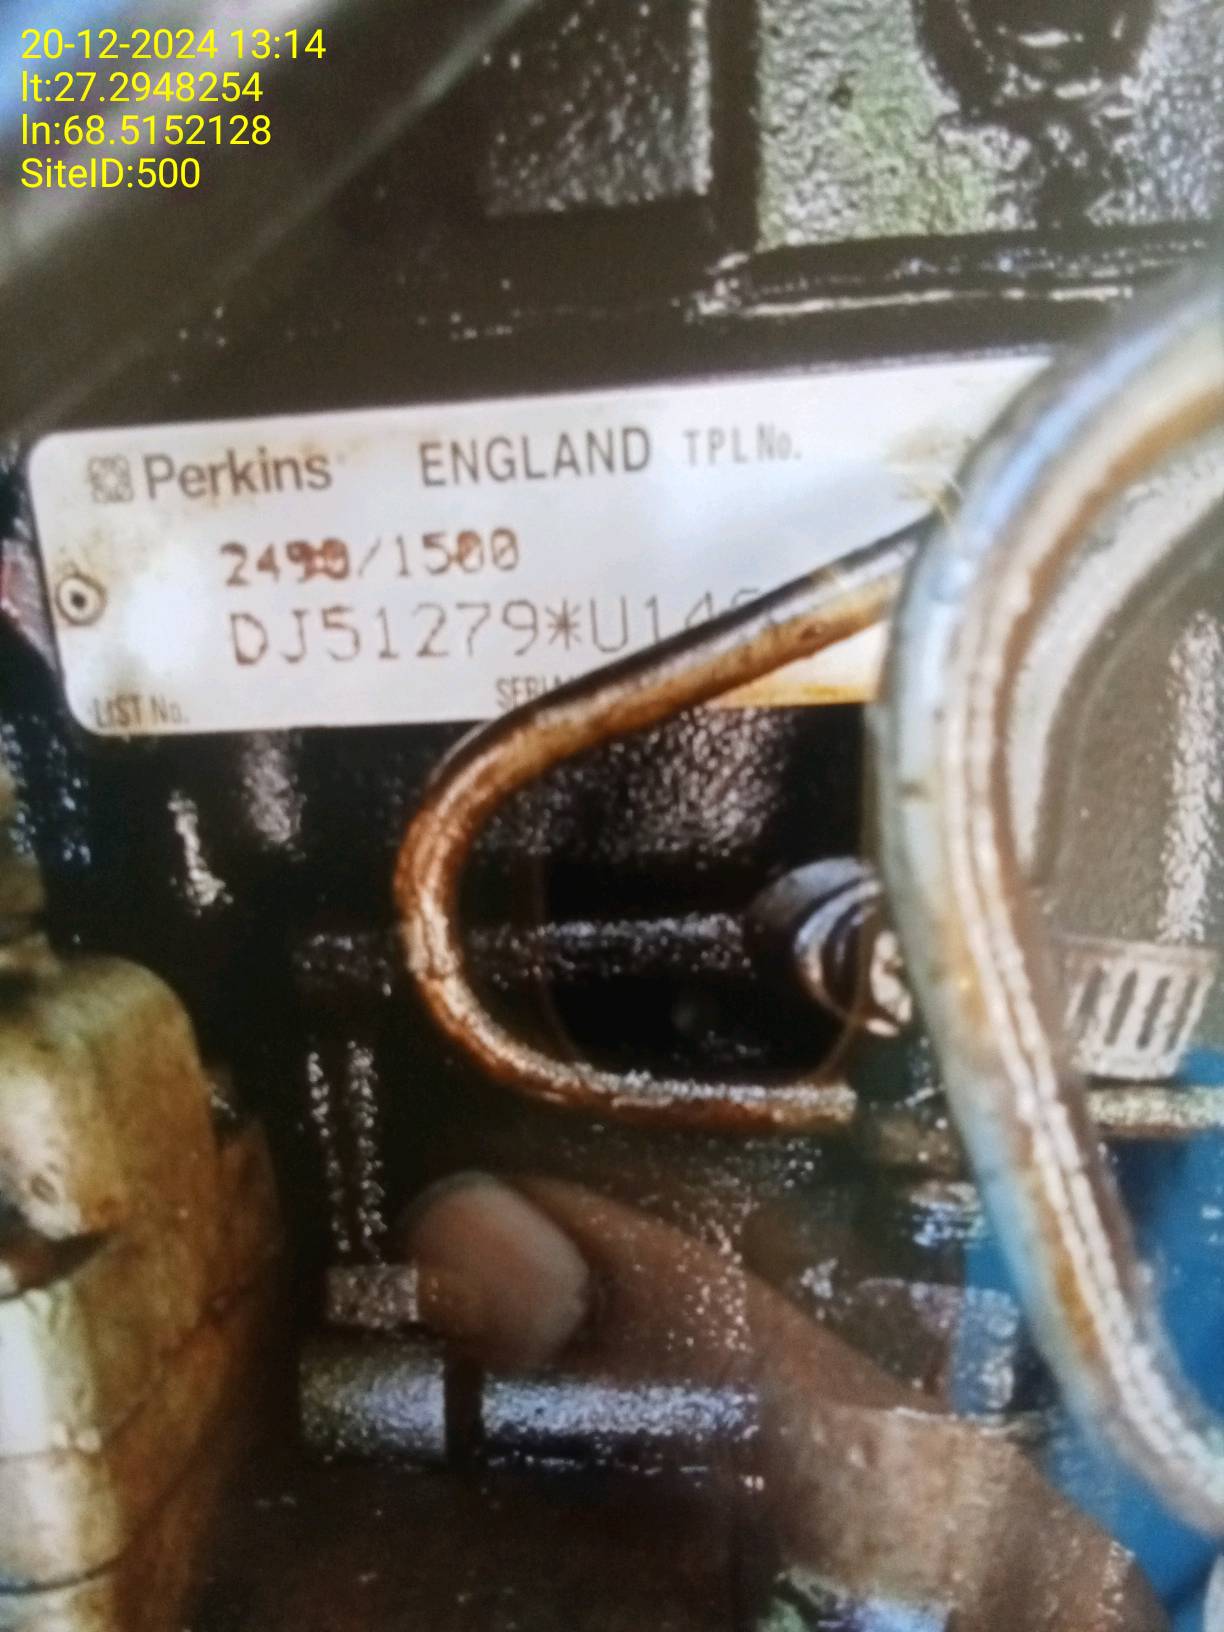 20-12-2024 13:14
lt:27.2948254
ln:68.5152128
SiteID:500
Perkins ENGLAND TPL No.
2490/1500
DJ51279*U14
LIST No.